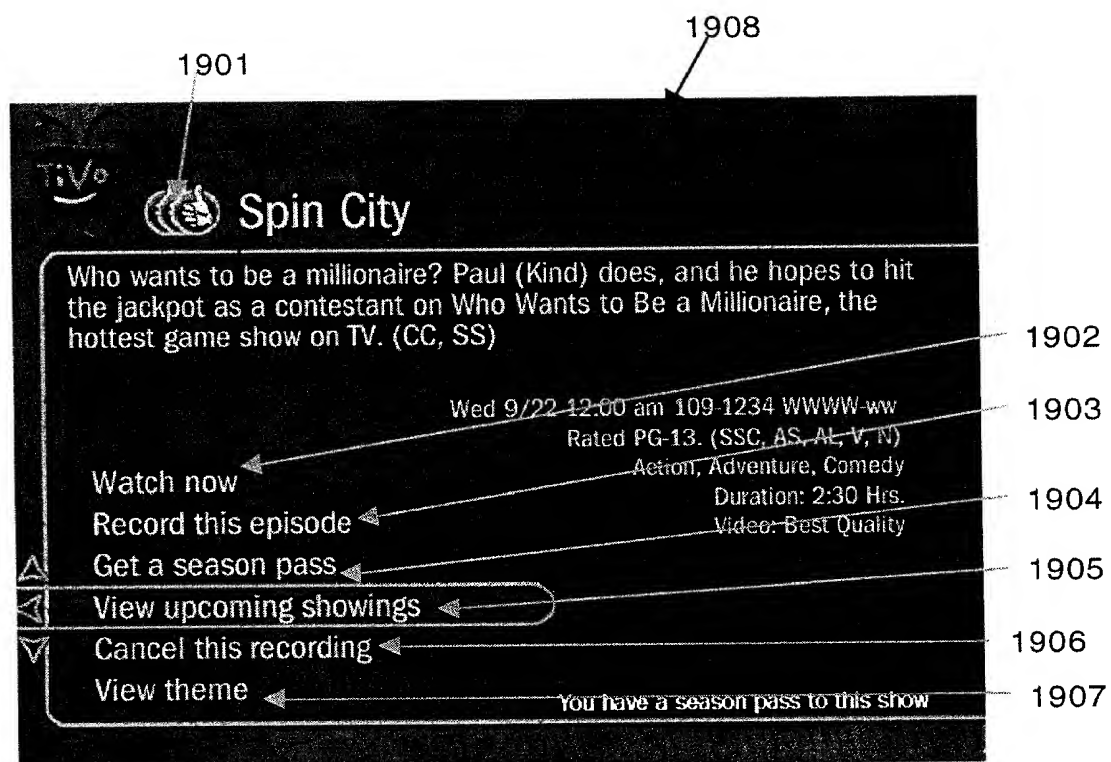 1908
1901
TiVo
Spin City
Who wants to be a millionaire? Paul (Kind) does, and he hopes to hit
the jackpot as a contestant on Who Wants to Be a Millionaire, the
hottest game show on TV. (CC, SS)
1902
Wed 9/22 12:00 am 109-1234 WWWW-ww
1903
Rated PG-13. (SSC, AS, AL, V, N)
Action, Adventure, Comedy
Watch now
Duration: 2:30 Hrs.
1904
Record this episode
Video: Best Quality
Get a season pass
1905
View upcoming showings
1906
Cancel this recording
View theme
1907
You have a season pass to this show